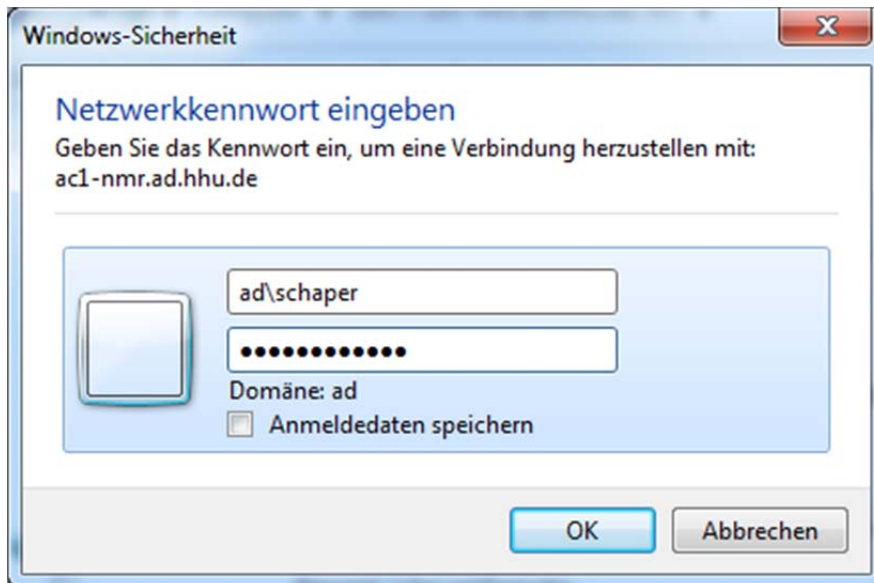 Windows-Sicherheit
Netzwerkkennwort eingeben
Geben Sie das Kennwort ein, um eine Verbindung herzustellen mit:
ac1-nmr.ad.hhu.de
ad\schaper
●●●●●●●●●●●●
Domäne: ad
Anmeldedaten speichern
OK
Abbrechen